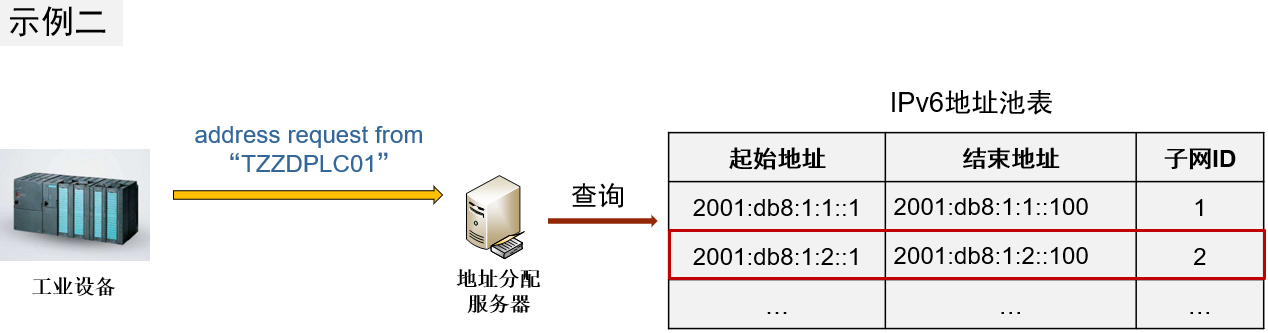 示例二
IPv6地址池表
address request from
“TZZDPLC01”
查询
工业设备
地址分配
服务器
起始地址 结束地址 子网ID
2001:db8:1:1::1 2001:db8:1:1::100 1
2001:db8:1:2::1 2001:db8:1:2::100 2
... ... ...